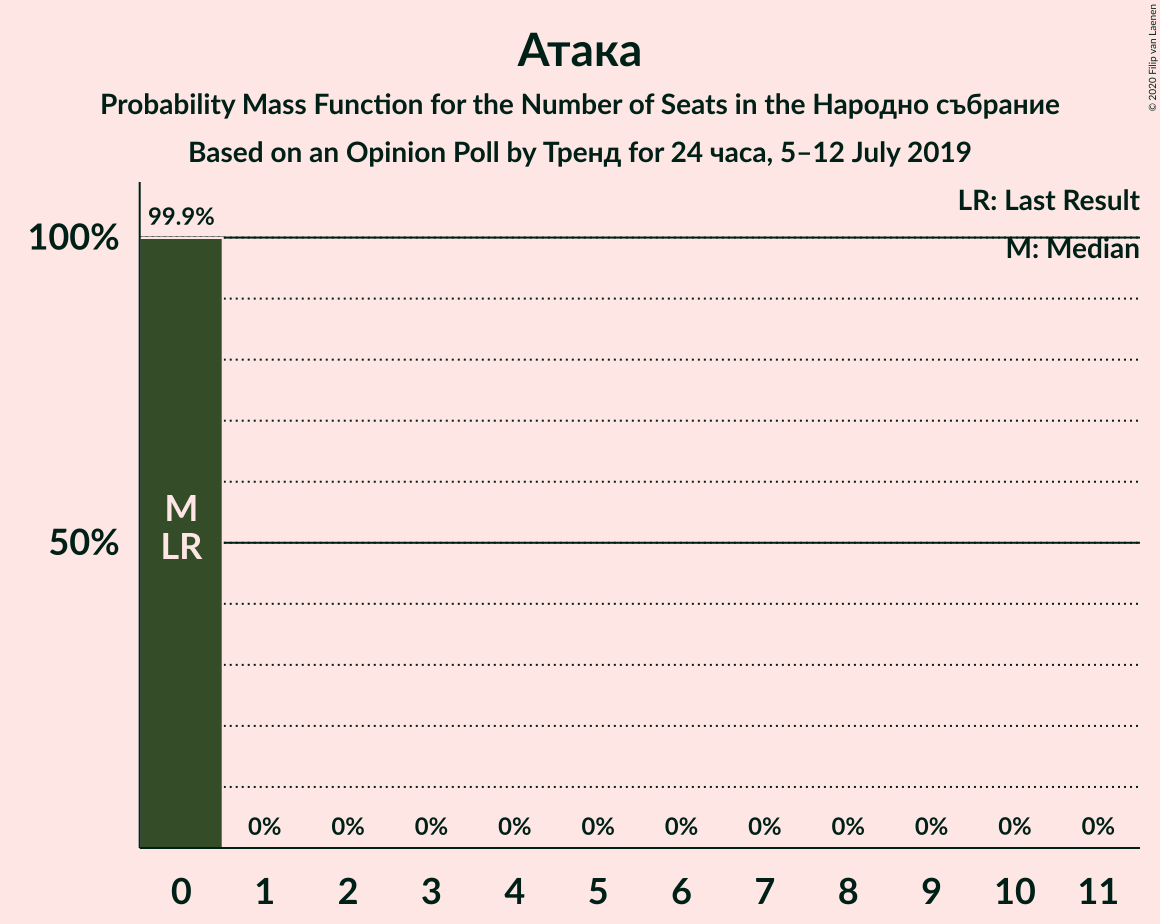 Атака
Probability Mass Function for the Number of Seats in the Народно събрание
Based on an Opinion Poll by Тренд for 24 часа, 5–12 July 2019
© 2020 Filip van Laenen
LR: Last Result
M: Median
99.9%
100%
50%
M
LR
0% 0% 0% 0% 0% 0% 0% 0% 0% 0% 0%
0 1 2 3 4 5 6 7 8 9 10 11